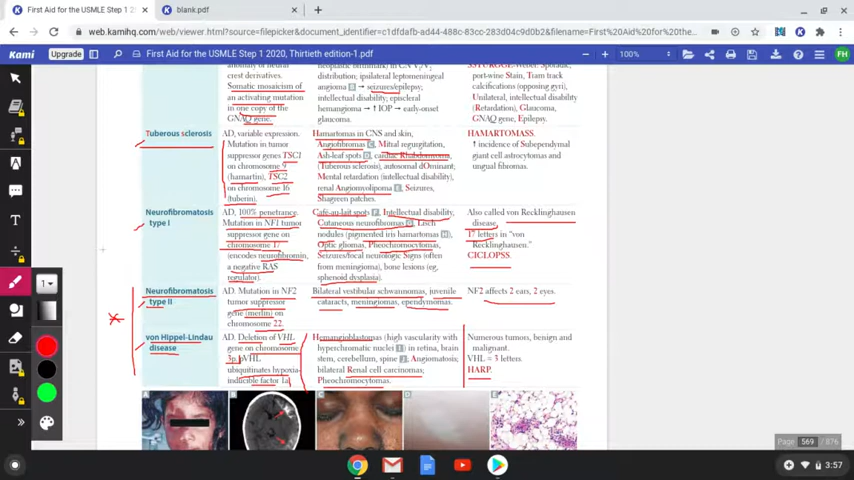 First Aid for the USMLE Step 1 20
blank.pdf
web.kamihq.com/web/viewer.html?source=filepicker&document_identifier=c1dfdafb-ad44-488c-8365-283d04c9d0b2&filename=First%20Aid%20for%20the...
Kami
Upgrade
First Aid for the USMLE Step 1 2020, Thirtieth edition-1.pdf
100%
FH
anomaly of neural
crest derivatives.
Somatic mosaicism of
an activating mutation
in one copy of the
GNAQ gene.
distribution; ipsilateral leptomeningeal
angioma D → seizures/epilepsy;
intellectual disability; episcleral
hemangioma → ↑ IOP → early-onset
glaucoma.
SSTURGGE-Weber: Sporadic,
port-wine Stain, Tram track
calcifications (opposing gyri),
Unilateral, intellectual disability
(Retardation), Glaucoma,
GNAQ gene, Epilepsy.
Tuberous sclerosis
AD, variable expression.
Mutation in tumor
suppressor genes TSC1
on chromosome 9
(hamartin), TSC2
on chromosome 16
(tuberin).
Hamartomas in CNS and skin,
Angiofibromas C, Mitral regurgitation,
Ash-leaf spots D, cardiac Rhabdomyoma,
(Tuberous sclerosis), autosomal dOminant;
Mental retardation (intellectual disability),
renal Angiomyolipoma E, Seizures,
Shagreen patches.
HAMARTOMASS.
↑ incidence of Subependymal
giant cell astrocytomas and
ungual fibromas.
Neurofibromatosis
type I
AD, 100% penetrance.
Mutation in NF1 tumor
suppressor gene on
chromosome 17
(encodes neurofibromin,
a negative RAS
regulator).
Café-au-lait spots F, Intellectual disability,
Cutaneous neurofibromas G, Lisch
nodules (pigmented iris hamartomas H),
Optic gliomas, Pheochromocytomas,
Seizures/focal neurologic Signs (often
from meningioma), bone lesions (eg,
sphenoid dysplasia).
Also called von Recklinghausen
disease.
17 letters in "von
Recklinghausen."
CICLOPSS.
Neurofibromatosis
type II
AD. Mutation in NF2
tumor suppressor
gene (merlin) on
chromosome 22.
Bilateral vestibular schwannomas, juvenile
cataracts, meningiomas, ependymomas.
NF2 affects 2 ears, 2 eyes.
von Hippel-Lindau
disease
AD. Deletion of VHL
gene on chromosome
3p. pVHL
ubiquitinates hypoxia-
inducible factor 1a.
Hemangioblastomas (high vascularity with
hyperchromatic nuclei I in retina, brain
stem, cerebellum, spine J; Angiomatosis;
bilateral Renal cell carcinomas;
Pheochromocytomas.
Numerous tumors, benign and
malignant.
VHL = 3 letters.
HARP.
B
C
D
E
1
Page 569 / 876
3:57